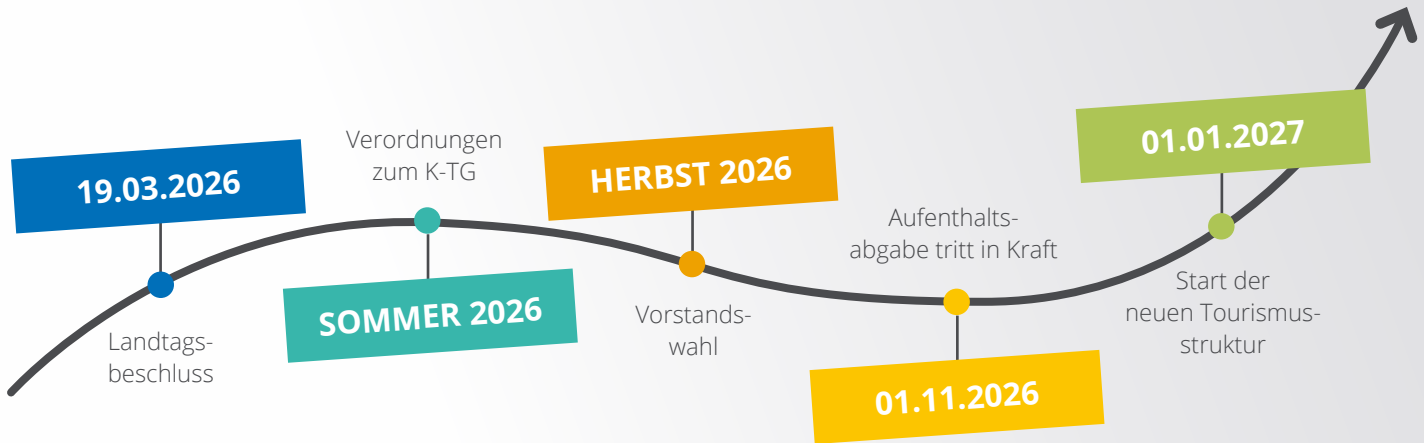 19.03.2026
Landtags-
beschluss
Verordnungen
zum K-TG
SOMMER 2026
HERBST 2026
Vorstands-
wahl
Aufenthalts-
abgabe tritt in Kraft
01.11.2026
01.01.2027
Start der
neuen Tourismus-
struktur